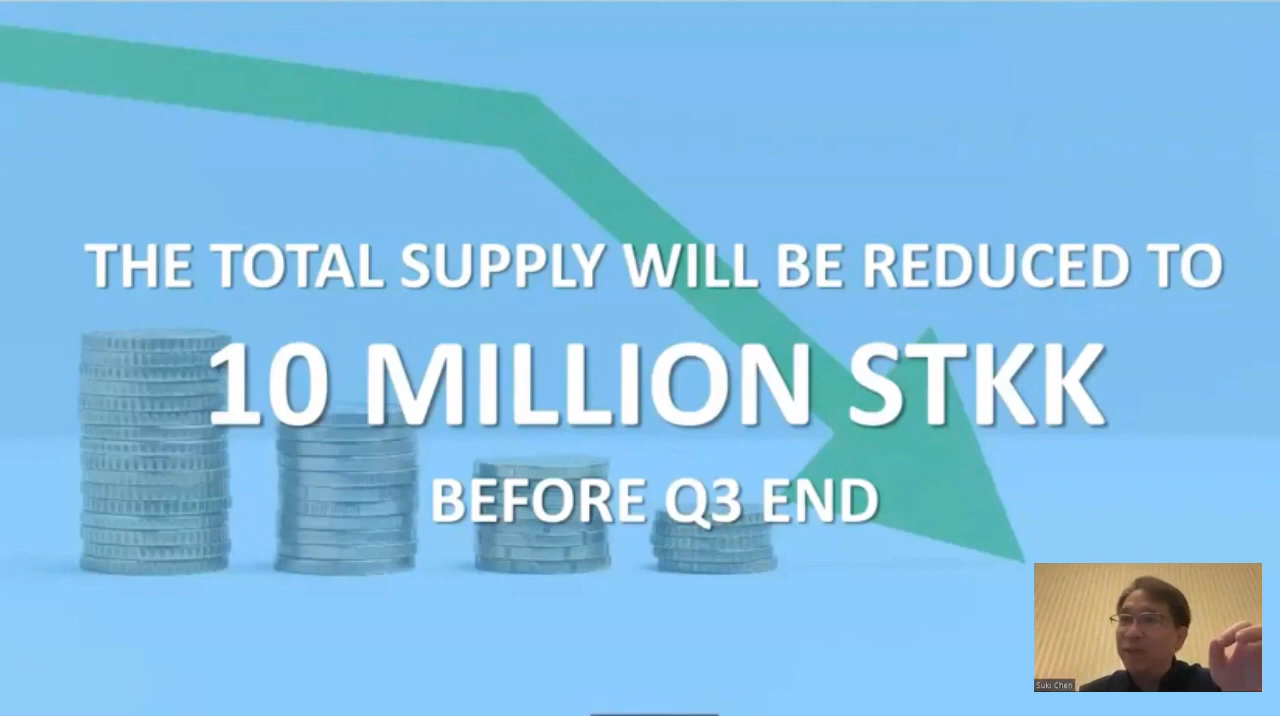 THE TOTAL SUPPLY WILL BE REDUCED TO
10 MILLION STKK
BEFORE Q3 END
Suki Chen